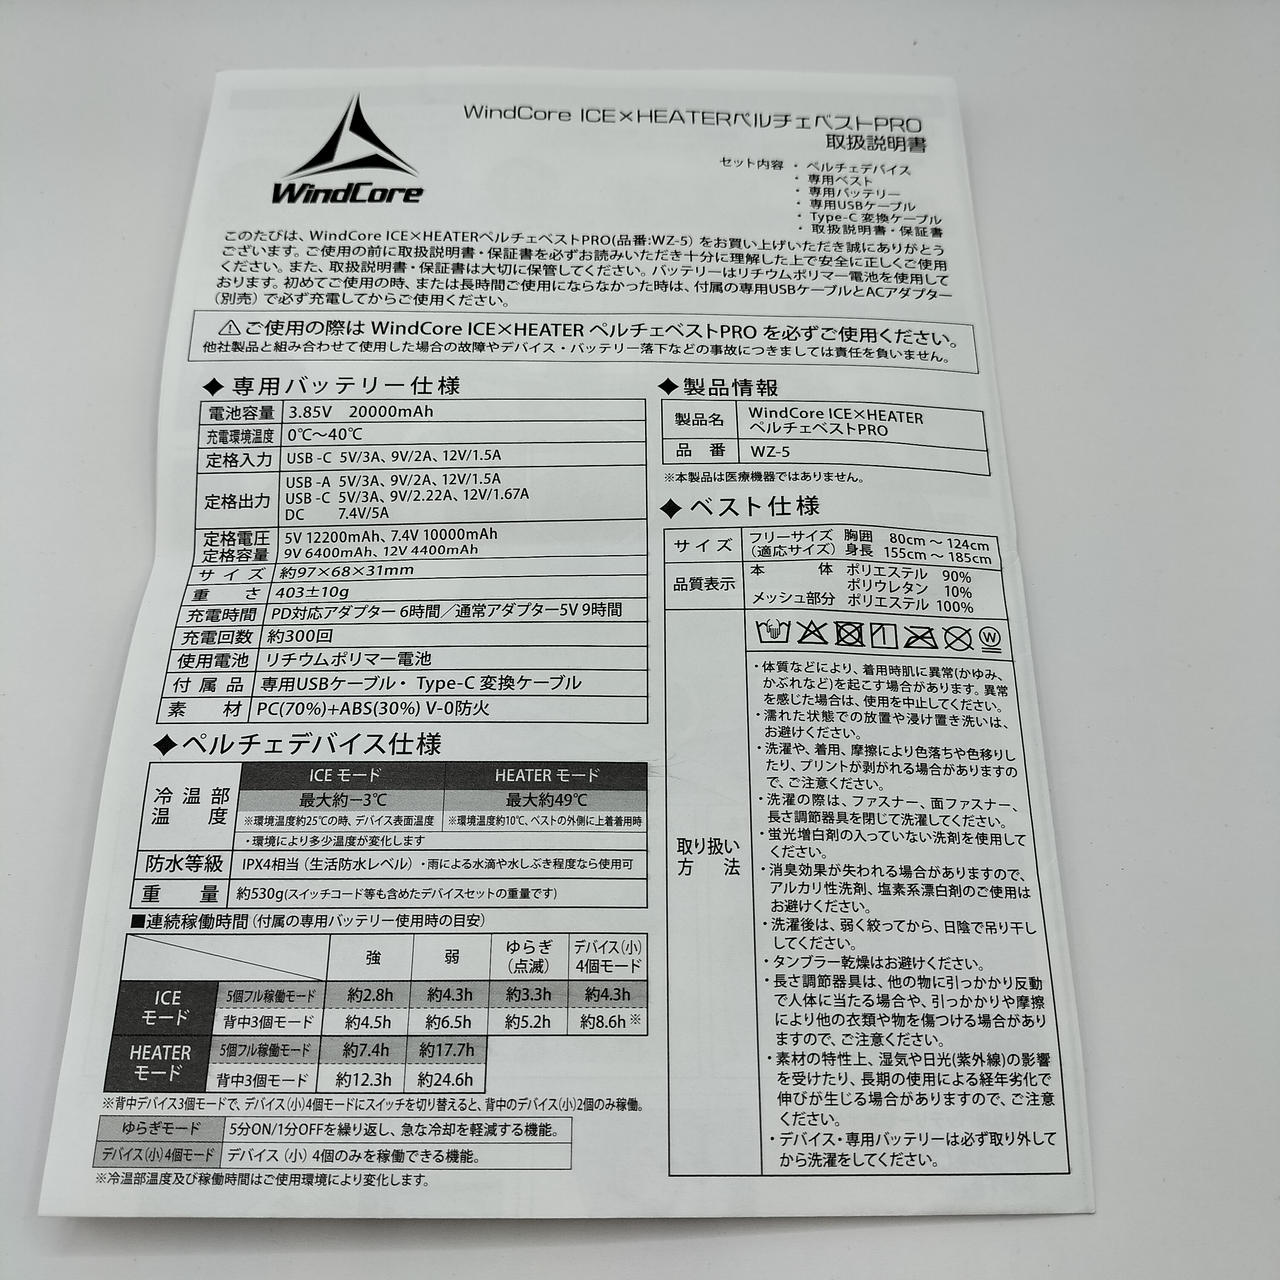 WindCore
WindCore ICE×HEATERペルチェベストPRO
取扱説明書
セット内容 ・ペルチェデバイス
・専用ベスト
・専用バッテリー
・専用USBケーブル
・Type-C 変換ケーブル
・取扱説明書・保証書
このたびは、WindCore ICE×HEATERペルチェベストPRO(品番:WZ-5) をお買い上げいただき誠にありがとう
ございます。ご使用の前に取扱説明書・保証書を必ずお読みいただき十分に理解した上で安全に正しくご使用
ください。また、取扱説明書・保証書は大切に保管してください。バッテリーはリチウムポリマー電池を使用して
おります。初めてご使用の時、または長時間ご使用にならなかった時は、付属の専用USBケーブルとACアダプター
(別売) で必ず充電してからご使用ください。
⚠ご使用の際は WindCore ICE×HEATER ペルチェベストPRO を必ずご使用ください。
他社製品と組み合わせて使用した場合の故障やデバイス・バッテリー落下などの事故につきましては責任を負いません。
◆専用バッテリー仕様
電池容量 3.85V 20000mAh
充電環境温度 0℃～40℃
定格入力 USB -C 5V/3A、9V/2A、12V/1.5A
定格出力 USB -A 5V/3A、9V/2A、12V/1.5A
USB -C 5V/3A、9V/2.22A、12V/1.67A
DC 7.4V/5A
定格電圧 5V 12200mAh、7.4V 10000mAh
定格容量 9V 6400mAh、12V 4400mAh
サイズ 約97×68×31mm
重さ 403±10g
充電時間 PD対応アダプター 6時間／通常アダプター5V 9時間
充電回数 約300回
使用電池 リチウムポリマー電池
付属品 専用USBケーブル・ Type-C 変換ケーブル
素材 PC(70%)+ABS(30%) V-0防火
◆ペルチェデバイス仕様
冷温部温度 ICE モード HEATER モード
最大約－3℃ 最大約49℃
※環境温度約25℃の時、デバイス表面温度 ※環境温度約10℃、ベストの外側に上着着用時
・環境により多少温度が変化します
防水等級 IPX4相当 (生活防水レベル) ・雨による水滴や水しぶき程度なら使用可
重量 約530g(スイッチコード等も含めたデバイスセットの重量です)
■連続稼働時間 (付属の専用バッテリー使用時の目安)
強 弱 ゆらぎ(点滅) デバイス(小)4個モード
ICEモード 5個フル稼働モード 約2.8h 約4.3h 約3.3h 約4.3h
背中3個モード 約4.5h 約6.5h 約5.2h 約8.6h※
HEATERモード 5個フル稼働モード 約7.4h 約17.7h
背中3個モード 約12.3h 約24.6h
※背中デバイス3個モードで、デバイス(小)4個モードにスイッチを切り替えると、背中のデバイス(小)2個のみ稼働。
ゆらぎモード 5分ON/1分OFFを繰り返し、急な冷却を軽減する機能。
デバイス(小)4個モード デバイス (小) 4個のみを稼働できる機能。
※冷温部温度及び稼働時間はご使用環境により変化します。
◆製品情報
製品名 WindCore ICE×HEATER
ペルチェベストPRO
品番 WZ-5
※本製品は医療機器ではありません。
◆ベスト仕様
サイズ フリーサイズ 胸囲 80cm～124cm
(適応サイズ) 身長 155cm～185cm
品質表示 本体 ポリエステル 90%
ポリウレタン 10%
メッシュ部分 ポリエステル 100%
取り扱い方法
W
・体質などにより、着用時肌に異常(かゆみ、
かぶれなど)を起こす場合があります。異常
を感じた場合は、使用を中止してください。
・濡れた状態での放置や浸け置き洗いは、
お避けください。
・洗濯や、着用、摩擦により色落ちや色移りし
たり、プリントが剥がれる場合がありますの
で、ご注意ください。
・洗濯の際は、ファスナー、面ファスナー、
長さ調節器具を閉じて洗濯してください。
・蛍光増白剤の入っていない洗剤を使用して
ください。
・消臭効果が失われる場合がありますので、
アルカリ性洗剤、塩素系漂白剤のご使用は
お避けください。
・洗濯後は、弱く絞ってから、日陰で吊り干し
してください。
・タンブラー乾燥はお避けください。
・長さ調節器具は、他の物に引っかかり反動
で人体に当たる場合や、引っかかりや摩擦
により他の衣類や物を傷つける場合があり
ますので、ご注意ください。
・素材の特性上、湿気や日光(紫外線)の影響
を受けたり、長期の使用による経年劣化で
伸びが生じる場合がありますので、ご注意
ください。
・デバイス・専用バッテリーは必ず取り外して
から洗濯をしてください。